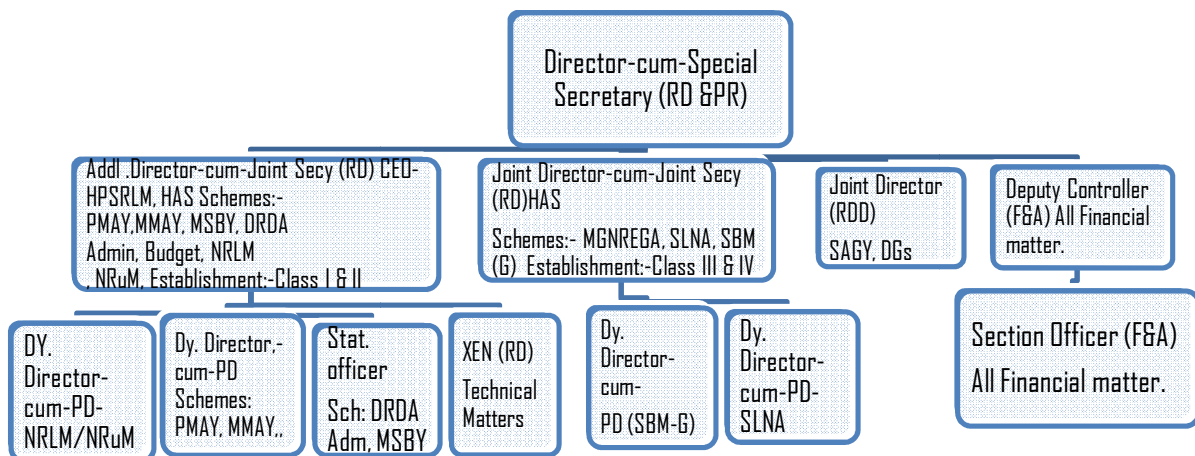 Director-cum-Special
Secretary (RD &PR)
Addl .Director-cum-Joint Secy (RD) CEO-
HPSRLM, HAS Schemes:-
PMAY,MMAY, MSBY, DRDA
Admin, Budget, NRLM
, NRuM, Establishment:-Class I & II
Joint Director-cum-Joint Secy
(RD)HAS
Schemes:- MGNREGA, SLNA, SBM
(G) Establishment:-Class III & IV
Joint Director
(RDD)
SAGY, DGs
Deputy Controller
(F&A) All Financial
matter.
DY.
Director-
cum-PD-
NRLM/NRuM
Dy. Director,-
cum-PD
Schemes:
PMAY, MMAY,,
Stat.
officer
Sch: DRDA
Adm, MSBY
XEN (RD)
Technical
Matters
Dy.
Director-
cum-
PD (SBM-G)
Dy.
Director-
cum-PD-
SLNA
Section Officer (F&A)
All Financial matter.